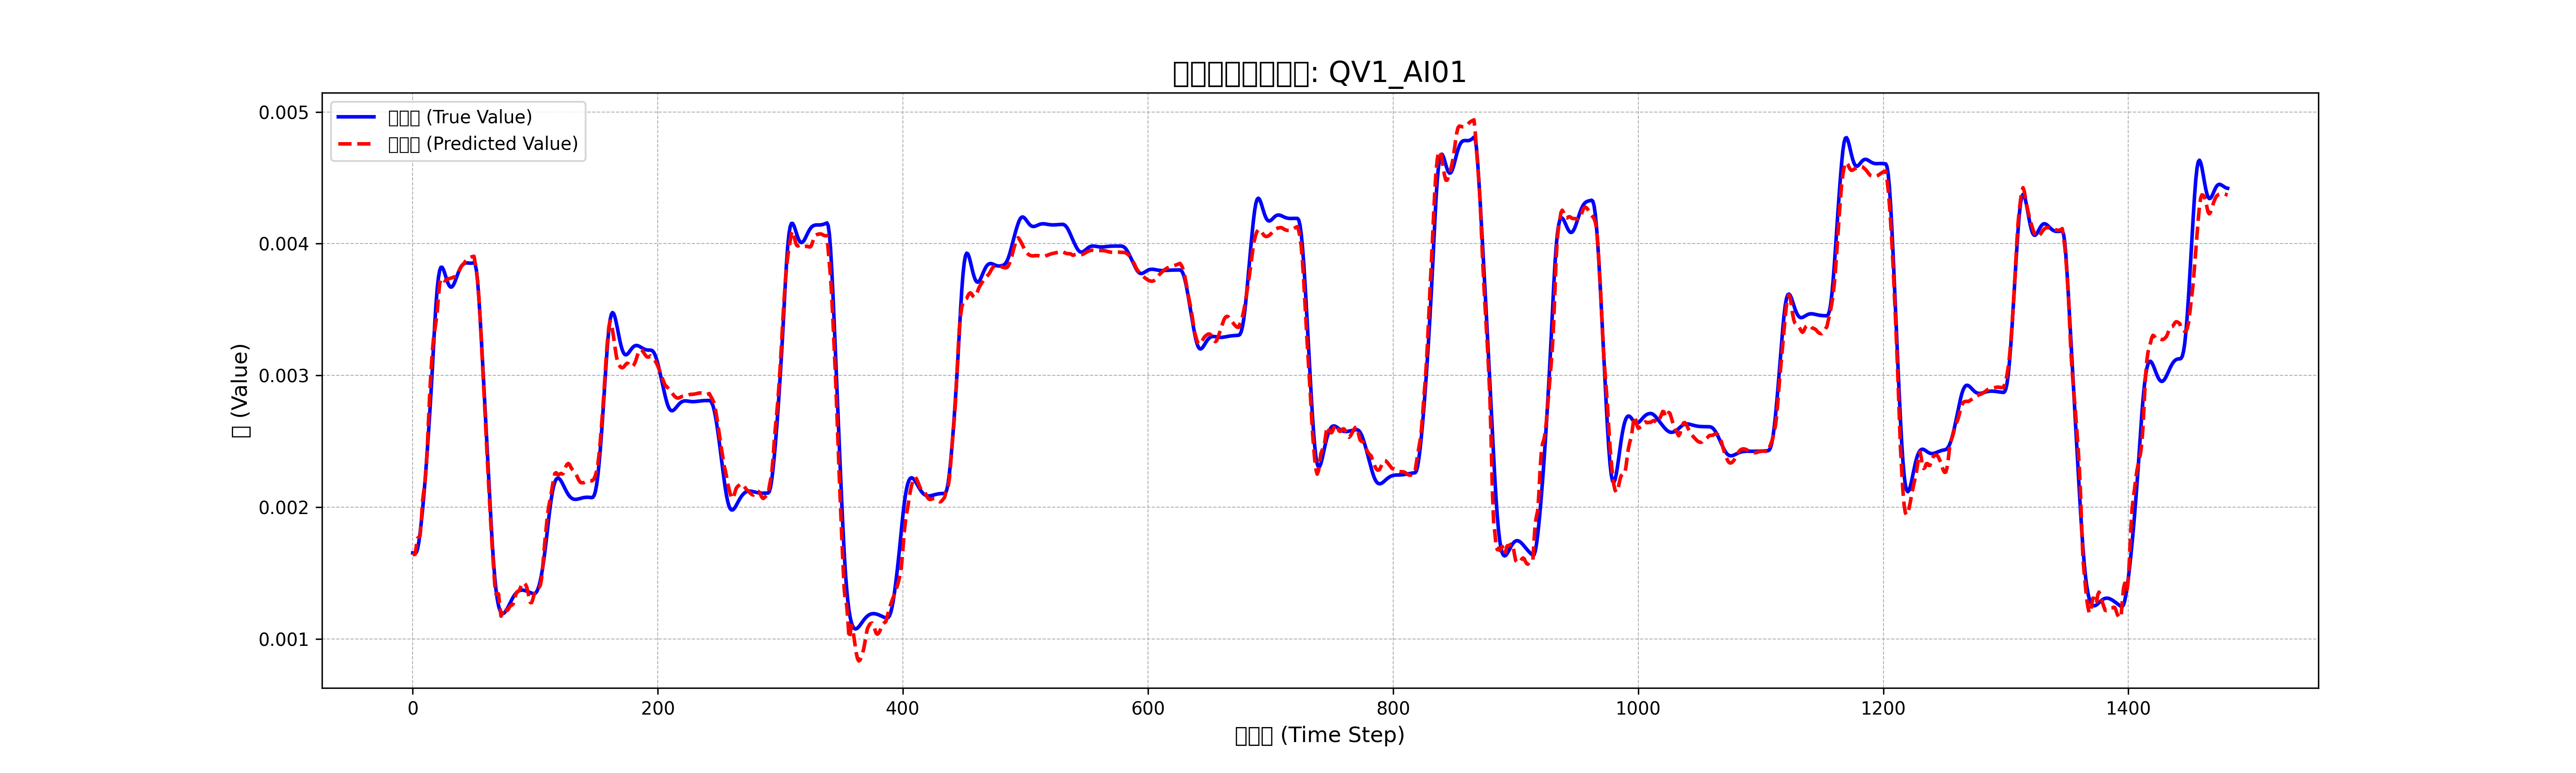 : QV1_AI01
(True Value)
(Predicted Value)
0.005
0.004
0.003
0.002
0.001
(Value)
0 200 400 600 800 1000 1200 1400
(Time Step)